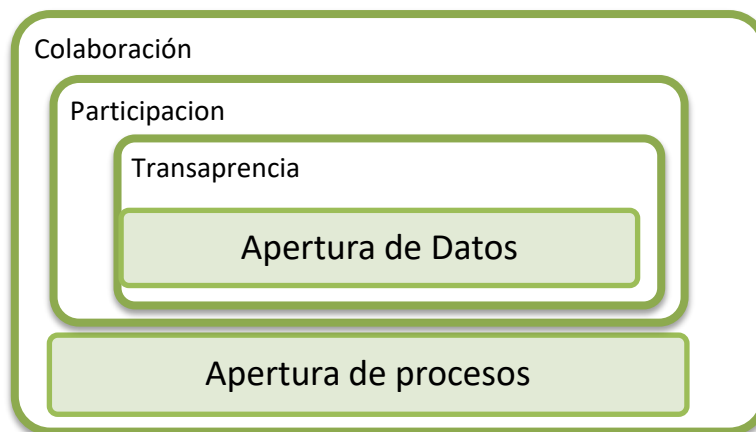 Colaboración
Participacion
Transaprencia
Apertura de Datos
Apertura de procesos